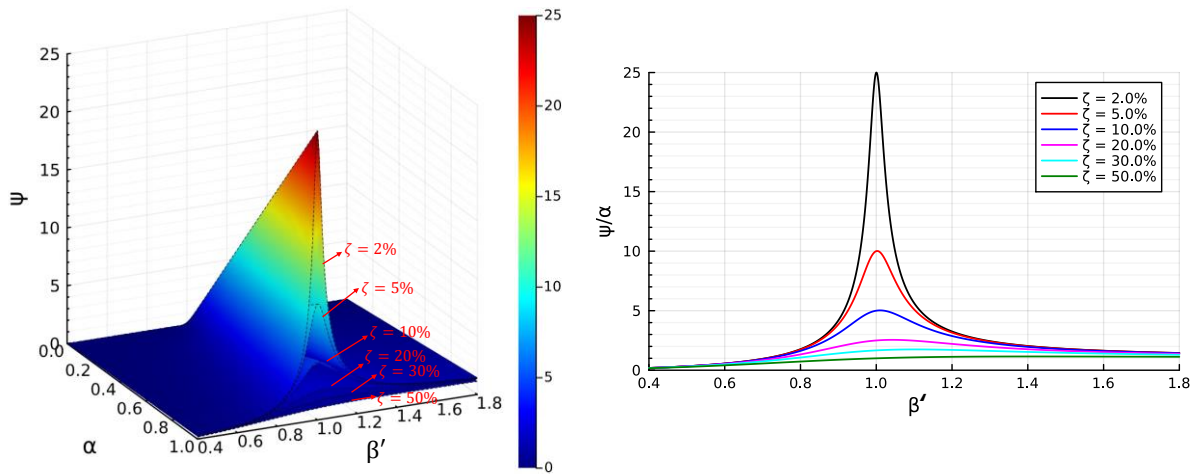 25
20
15
10
5
0
ψ
0.0
0.2
0.4
0.6
0.8
1.0
α
0.4
0.6
0.8
1.0
1.2
1.4
1.6
1.8
β′
ζ = 2%
ζ = 5%
ζ = 10%
ζ = 20%
ζ = 30%
ζ = 50%
25
20
15
10
5
0
25
20
15
10
5
0
ψ/α
0.4
0.6
0.8
1.0
1.2
1.4
1.6
1.8
β′
ζ = 2.0%
ζ = 5.0%
ζ = 10.0%
ζ = 20.0%
ζ = 30.0%
ζ = 50.0%